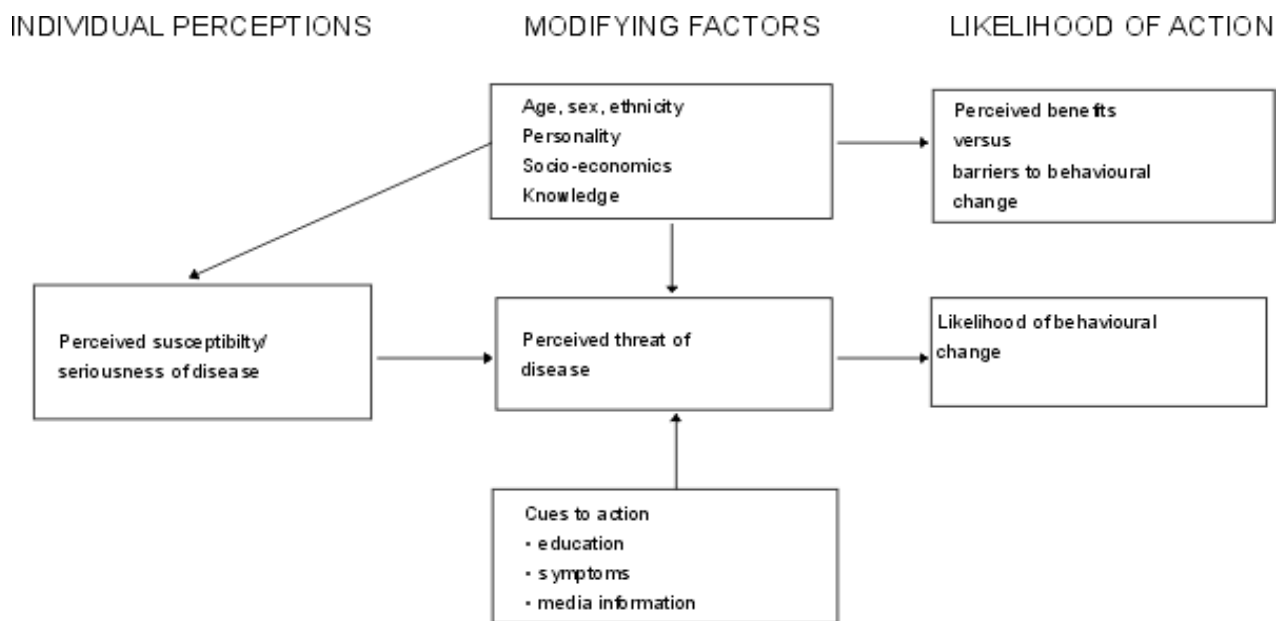 INDIVIDUAL PERCEPTIONS
MODIFYING FACTORS
LIKELIHOOD OF ACTION
Age, sex, ethnicity
Personality
Socio-economics
Knowledge
Perceived benefits
versus
barriers to behavioural
change
Perceived susceptibilty/
seriousness of disease
Perceived threat of
disease
Likelihood of behavioural
change
Cues to action
• education
• symptoms
• media information